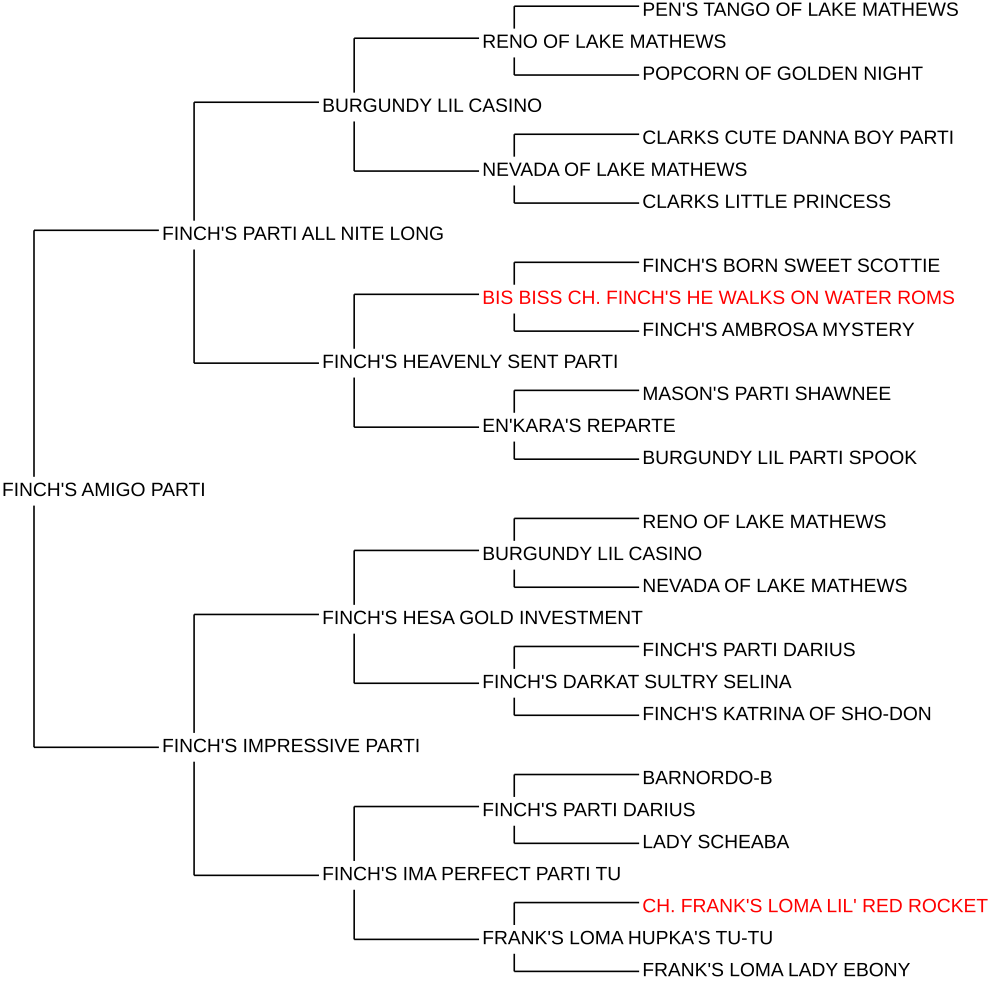 PEN'S TANGO OF LAKE MATHEWS
RENO OF LAKE MATHEWS
POPCORN OF GOLDEN NIGHT
BURGUNDY LIL CASINO
CLARKS CUTE DANNA BOY PARTI
NEVADA OF LAKE MATHEWS
CLARKS LITTLE PRINCESS
FINCH'S PARTI ALL NITE LONG
FINCH'S BORN SWEET SCOTTIE
BIS BISS CH. FINCH'S HE WALKS ON WATER ROMS
FINCH'S AMBROSA MYSTERY
FINCH'S HEAVENLY SENT PARTI
MASON'S PARTI SHAWNEE
EN'KARA'S REPARTE
BURGUNDY LIL PARTI SPOOK
FINCH'S AMIGO PARTI
RENO OF LAKE MATHEWS
BURGUNDY LIL CASINO
NEVADA OF LAKE MATHEWS
FINCH'S HESA GOLD INVESTMENT
FINCH'S PARTI DARIUS
FINCH'S DARKAT SULTRY SELINA
FINCH'S KATRINA OF SHO-DON
FINCH'S IMPRESSIVE PARTI
BARNORDO-B
FINCH'S PARTI DARIUS
LADY SCHEABA
FINCH'S IMA PERFECT PARTI TU
CH. FRANK'S LOMA LIL' RED ROCKET
FRANK'S LOMA HUPKA'S TU-TU
FRANK'S LOMA LADY EBONY